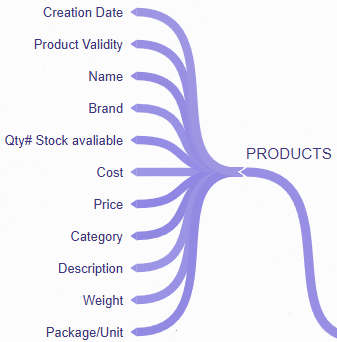 Creation Date
Product Validity
Name
Brand
Qty# Stock avaliable
Cost
PRODUCTS
Price
Category
Description
Weight
Package/Unit